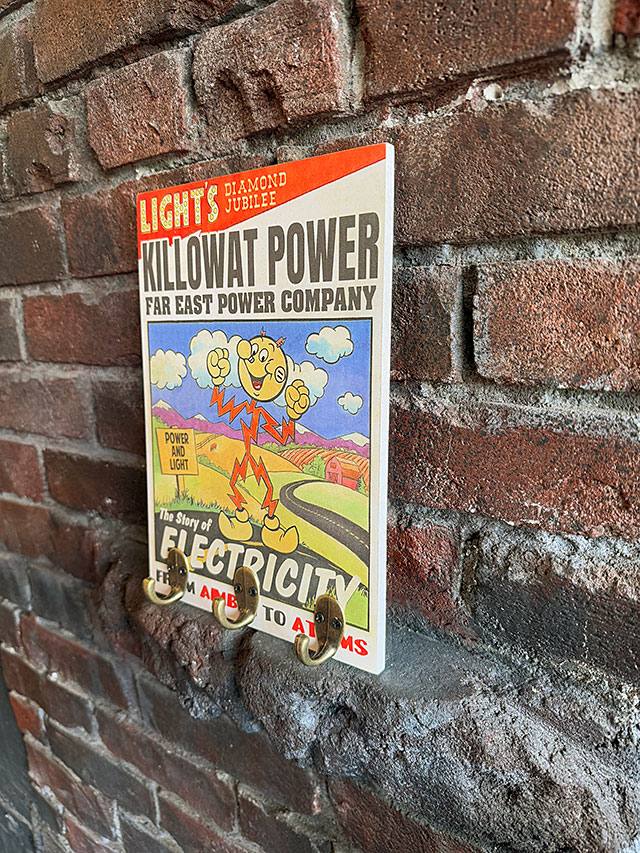 LIGHT'S DIAMOND
JUBILEE
KILLOWAT POWER
FAR EAST POWER COMPANY
POWER
AND
LIGHT
The Story of
ELECTRICITY
TO